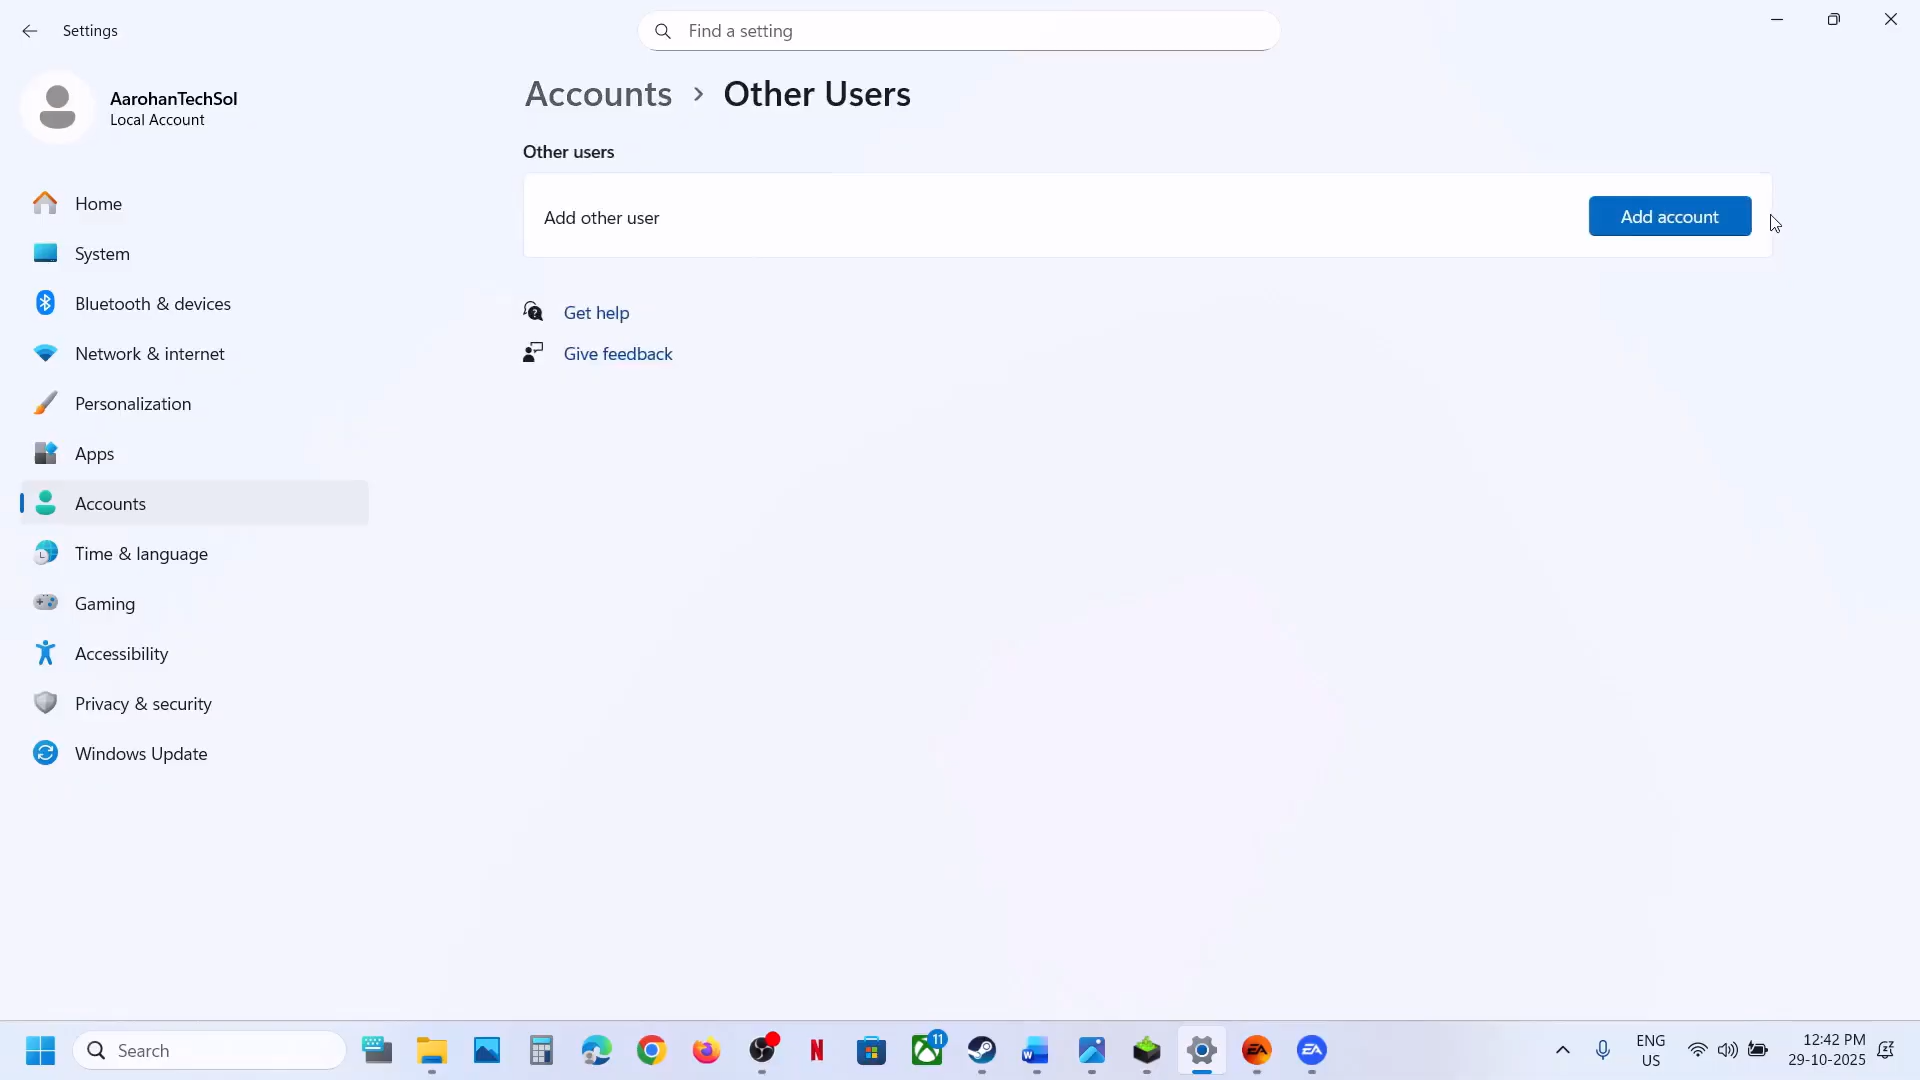 Settings
Find a setting
AarohanTechSol
Local Account
Home
System
Bluetooth & devices
Network & internet
Personalization
Apps
Accounts
Time & language
Gaming
Accessibility
Privacy & security
Windows Update
Accounts > Other Users
Other users
Add other user
Add account
Get help
Give feedback
Search
11
ENG
US
12:42 PM
29-10-2025